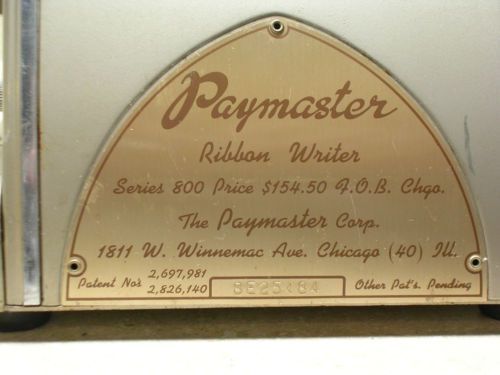 Paymaster
Ribbon Writer
Series 800 Price $154.50 F.O.B. Chgo.
The Paymaster Corp.
1811 W. Winnemac Ave. Chicago (40) Ill.
Patent No's 2,697,981
2,826,140
Other Pat's. Pending